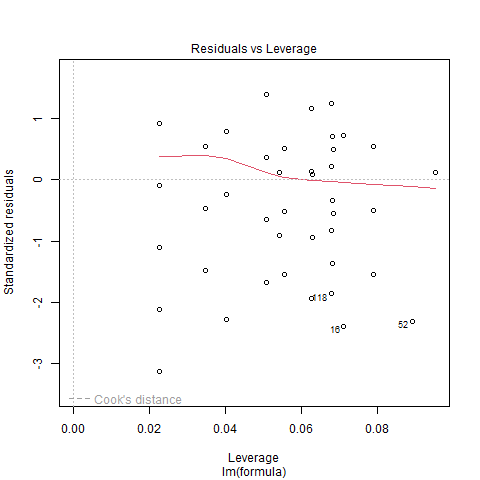 Residuals vs Leverage
Standardized residuals
1
0
-1
-2
-3
118
16
52
Cook's distance
0.00 0.02 0.04 0.06 0.08
Leverage
lm(formula)